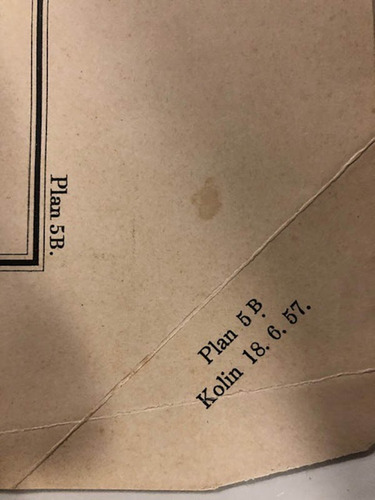 Plan 5B.
Plan 5 B.
Kolin 18. 6. 57.